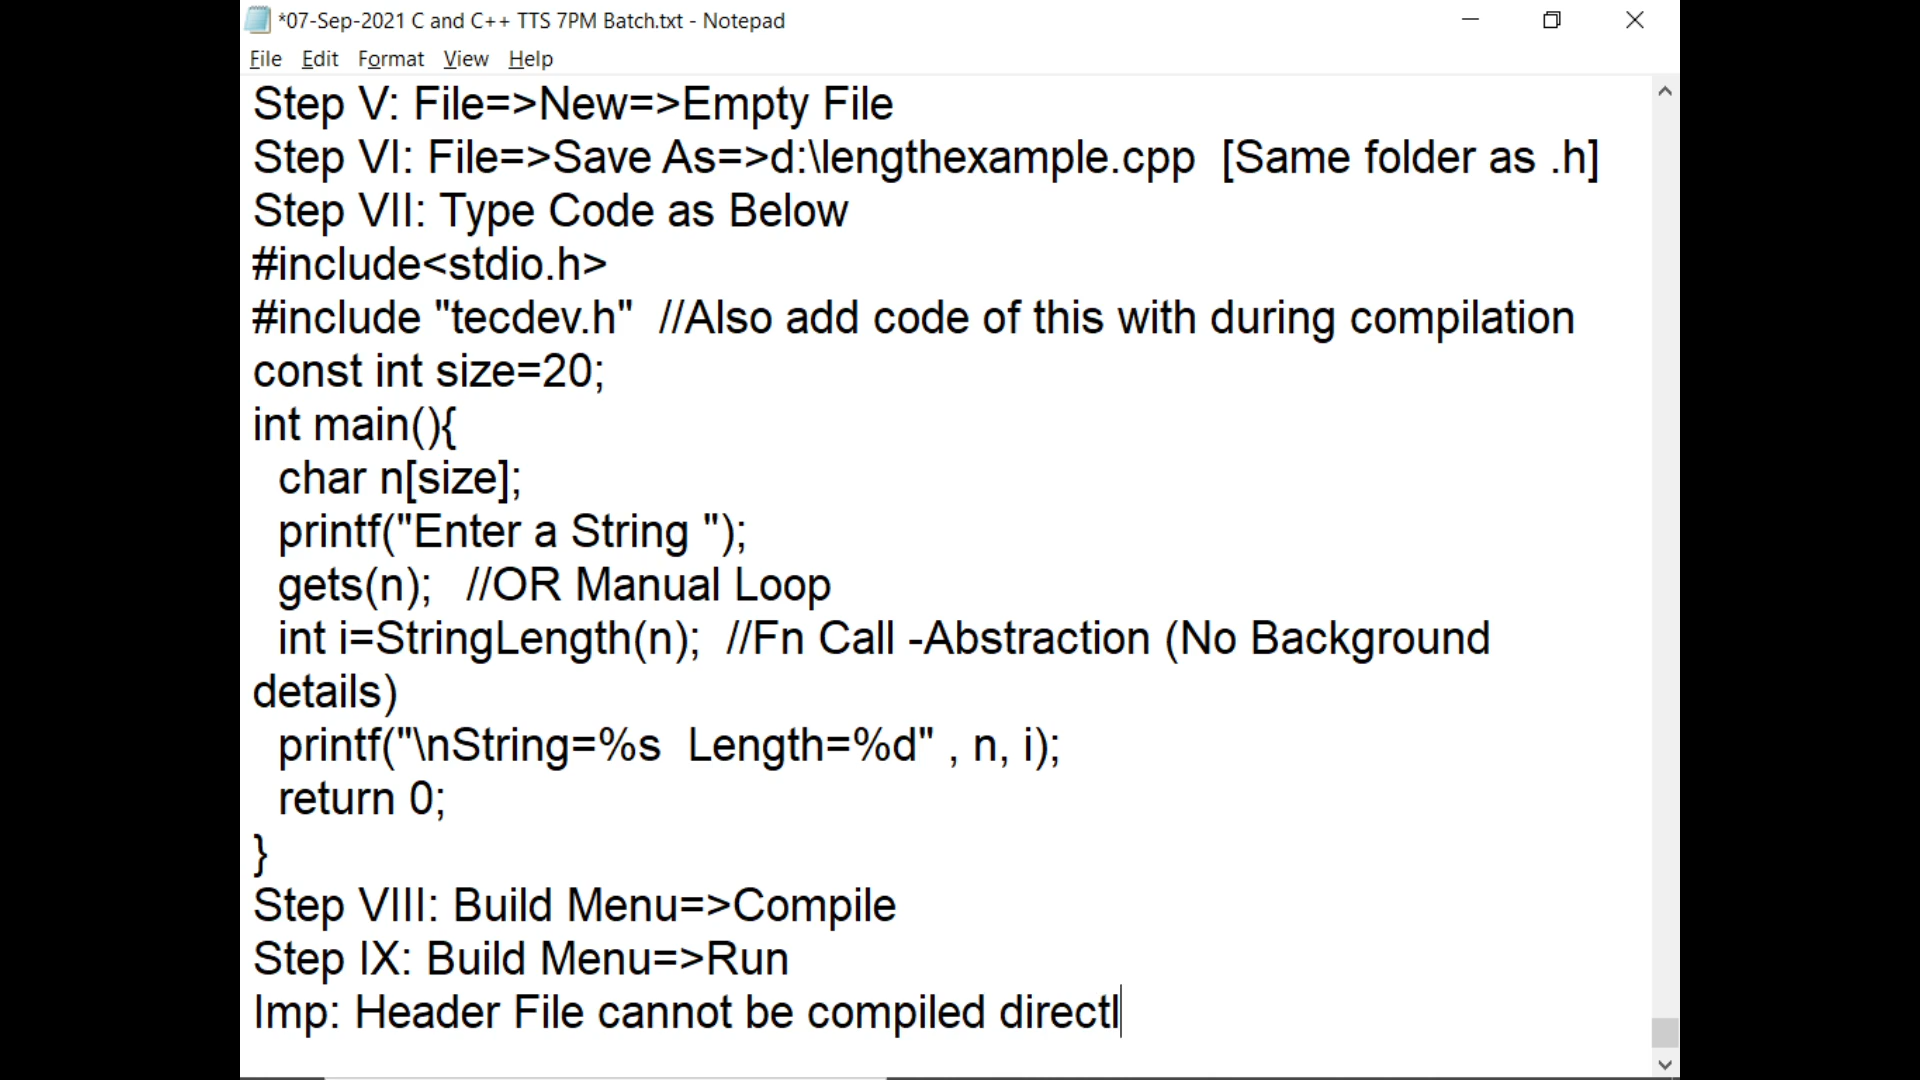 *07-Sep-2021 C and C++ TTS 7PM Batch.txt - Notepad
File Edit Format View Help
Step V: File=>New=>Empty File
Step VI: File=>Save As=>d:\lengthexample.cpp  [Same folder as .h]
Step VII: Type Code as Below
#include<stdio.h>
#include "tecdev.h"  //Also add code of this with during compilation
const int size=20;
int main(){
  char n[size];
  printf("Enter a String ");
  gets(n);   //OR Manual Loop
  int i=StringLength(n);  //Fn Call -Abstraction (No Background
details)
  printf("\nString=%s  Length=%d" , n, i);
  return 0;
}
Step VIII: Build Menu=>Compile
Step IX: Build Menu=>Run
Imp: Header File cannot be compiled directl